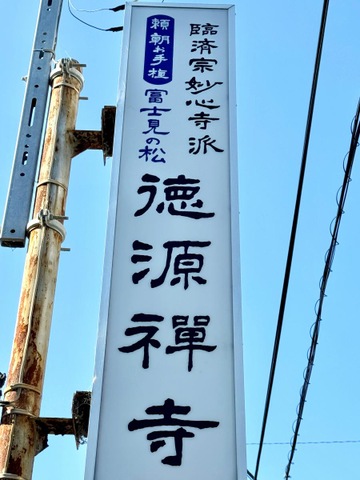 臨済宗妙心寺派
頼朝お手植
富士見の松
徳源禪寺